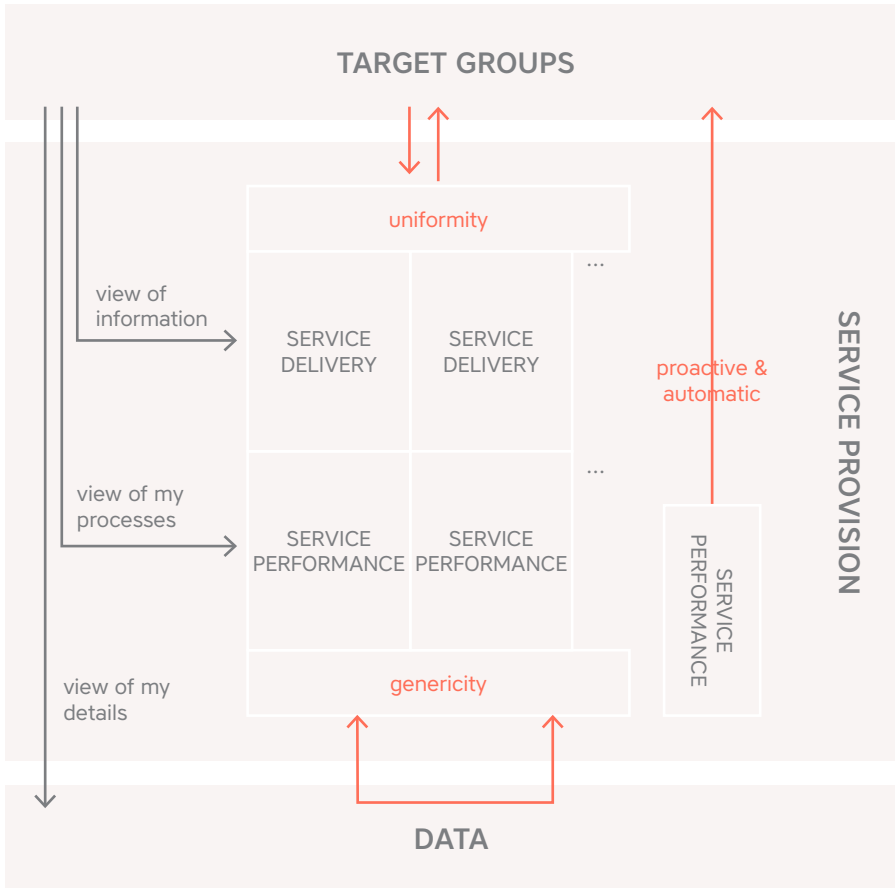 TARGET GROUPS
uniformity
...
view of
information
SERVICE
DELIVERY
SERVICE
DELIVERY
proactive &
automatic
SERVICE PROVISION
...
view of my
processes
SERVICE
PERFORMANCE
SERVICE
PERFORMANCE
SERVICE
PERFORMANCE
view of my
details
genericity
DATA